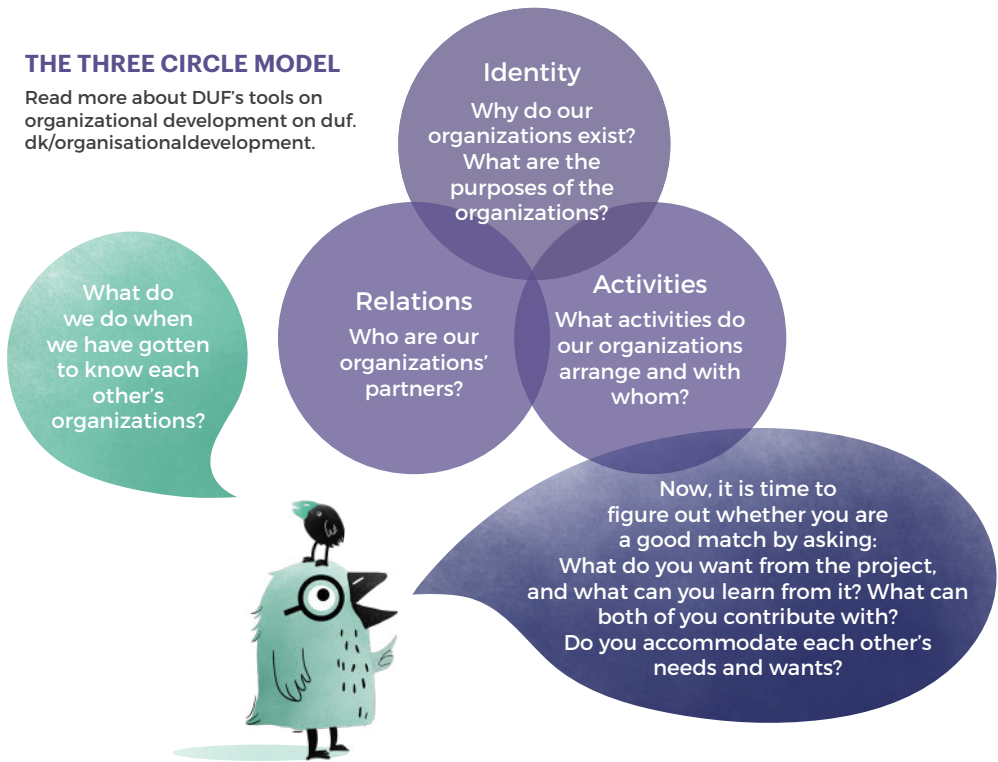 THE THREE CIRCLE MODEL
Read more about DUF's tools on
organizational development on duf.
dk/organisationaldevelopment.
Identity
Why do our
organizations exist?
What are the
purposes of the
organizations?
Relations
Who are our
organizations'
partners?
Activities
What activities do
our organizations
arrange and with
whom?
What do
we do when
we have gotten
to know each
other's
organizations?
Now, it is time to
figure out whether you are
a good match by asking:
What do you want from the project,
and what can you learn from it? What can
both of you contribute with?
Do you accommodate each other's
needs and wants?